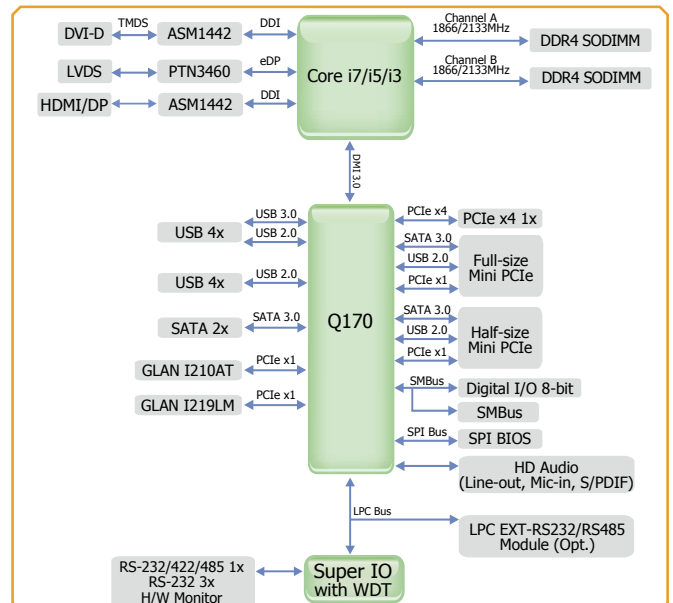 DVI-D
TMDS
ASM1442
DDI
LVDS
PTN3460
eDP
HDMI/DP
ASM1442
DDI
Core i7/i5/i3
Channel A
1866/2133MHz
DDR4 SODIMM
Channel B
1866/2133MHz
DDR4 SODIMM
DMI 3.0
USB 4x
USB 3.0
USB 2.0
USB 4x
USB 2.0
SATA 2x
SATA 3.0
GLAN I210AT
PCIe x1
GLAN I219LM
PCIe x1
Q170
PCIe x4
PCIe x4 1x
SATA 3.0
USB 2.0
PCIe x1
Full-size
Mini PCIe
SATA 3.0
USB 2.0
PCIe x1
Half-size
Mini PCIe
SMBus
Digital I/O 8-bit
SMBus
SPI Bus
SPI BIOS
HD Audio
(Line-out, Mic-in, S/PDIF)
LPC Bus
LPC EXT-RS232/RS485
Module (Opt.)
RS-232/422/485 1x
RS-232 3x
H/W Monitor
Super IO
with WDT